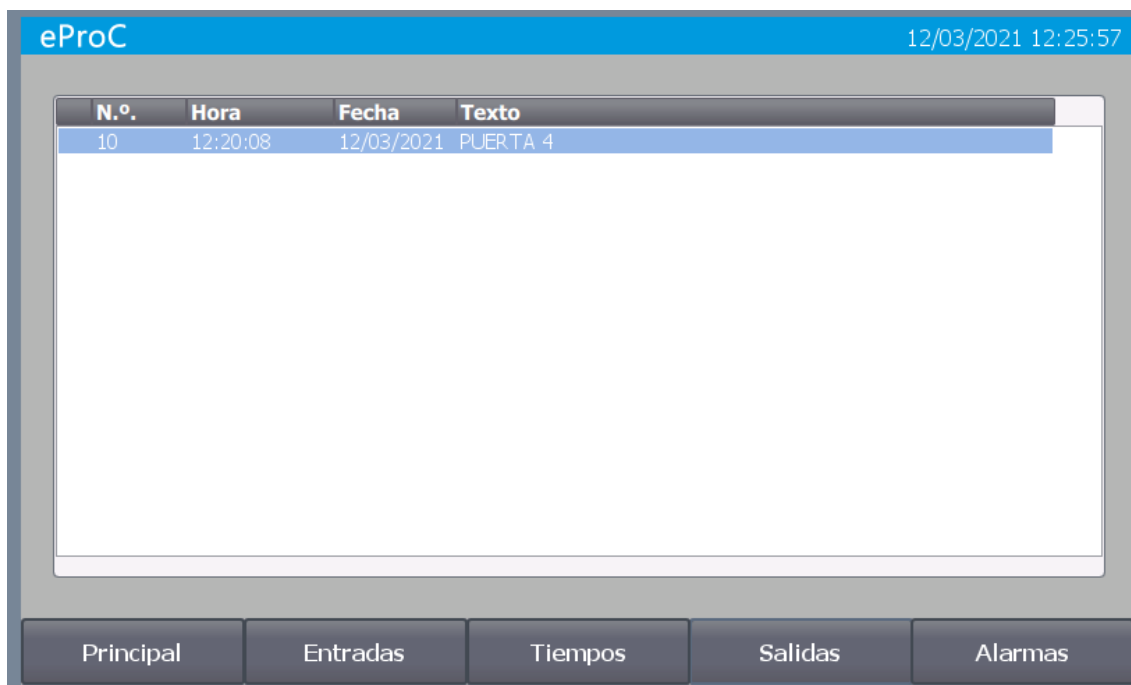 eProC 12/03/2021 12:25:57
N.º. Hora Fecha Texto
10 12:20:08 12/03/2021 PUERTA 4
Principal Entradas Tiempos Salidas Alarmas